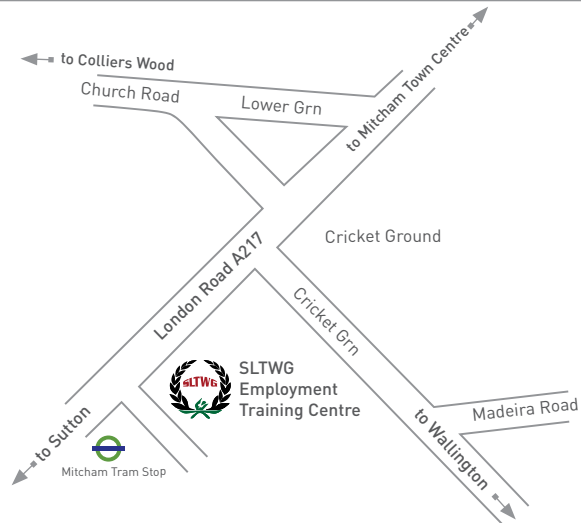 to Colliers Wood
Church Road
Lower Grn
to Mitcham Town Centre
Cricket Ground
London Road A217
Cricket Grn
SLTWG
SLTWG
Employment
Training Centre
Madeira Road
to Wallington
to Sutton
Mitcham Tram Stop